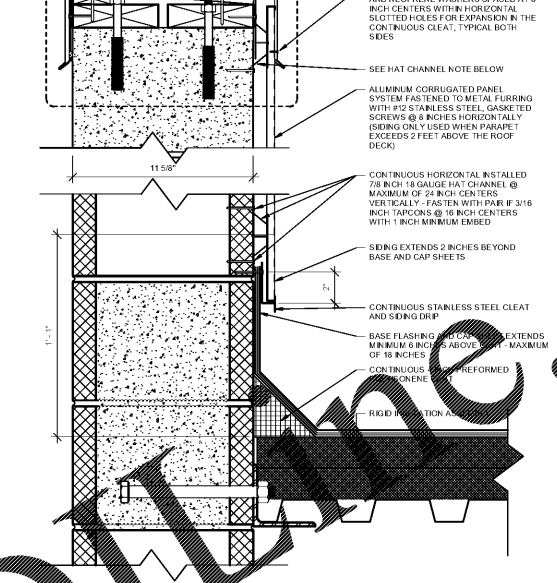 INCH CENTERS WITHIN HORIZONTAL
SLOTTED HOLES FOR EXPANSION IN THE
CONTINUOUS CLEAT, TYPICAL BOTH
SIDES
SEE HAT CHANNEL NOTE BELOW
ALUMINUM CORRUGATED PANEL
SYSTEM FASTENED TO METAL FURRING
WITH #12 STAINLESS STEEL, GASKETED
SCREWS @ 8 INCHES HORIZONTALLY
(SIDING ONLY USED WHEN PARAPET
EXCEEDS 2 FEET ABOVE THE ROOF
DECK)
11 5/8"
CONTINUOUS HORIZONTAL INSTALLED
7/8 INCH 18 GAUGE HAT CHANNEL @
MAXIMUM OF 24 INCH CENTERS
VERTICALLY - FASTEN WITH PAIR IF 3/16
INCH TAPCONS @ 16 INCH CENTERS
WITH 1 INCH MINIMUM EMBED
SIDING EXTENDS 2 INCHES BEYOND
BASE AND CAP SHEETS
2"
CONTINUOUS STAINLESS STEEL CLEAT
AND SIDING DRIP
1' - 1"
BASE FLASHING AND CAP EXTENDS
MINIMUM 6 INCHES ABOVE - MAXIMUM
OF 18 INCHES
CONTINUOUS PREFORMED
RIGID
Line